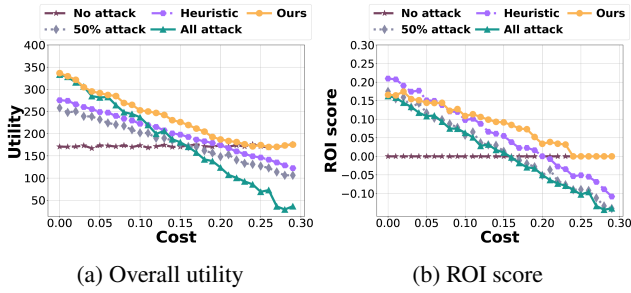 No attack Heuristic Ours
50% attack All attack
400
350
300
250
200
150
100
50
0.00 0.05 0.10 0.15 0.20 0.25 0.30
Utility
Cost
(a) Overall utility
No attack Heuristic Ours
50% attack All attack
0.30
0.25
0.20
0.15
0.10
0.05
0.00
−0.05
−0.10
0.00 0.05 0.10 0.15 0.20 0.25 0.30
ROI score
Cost
(b) ROI score